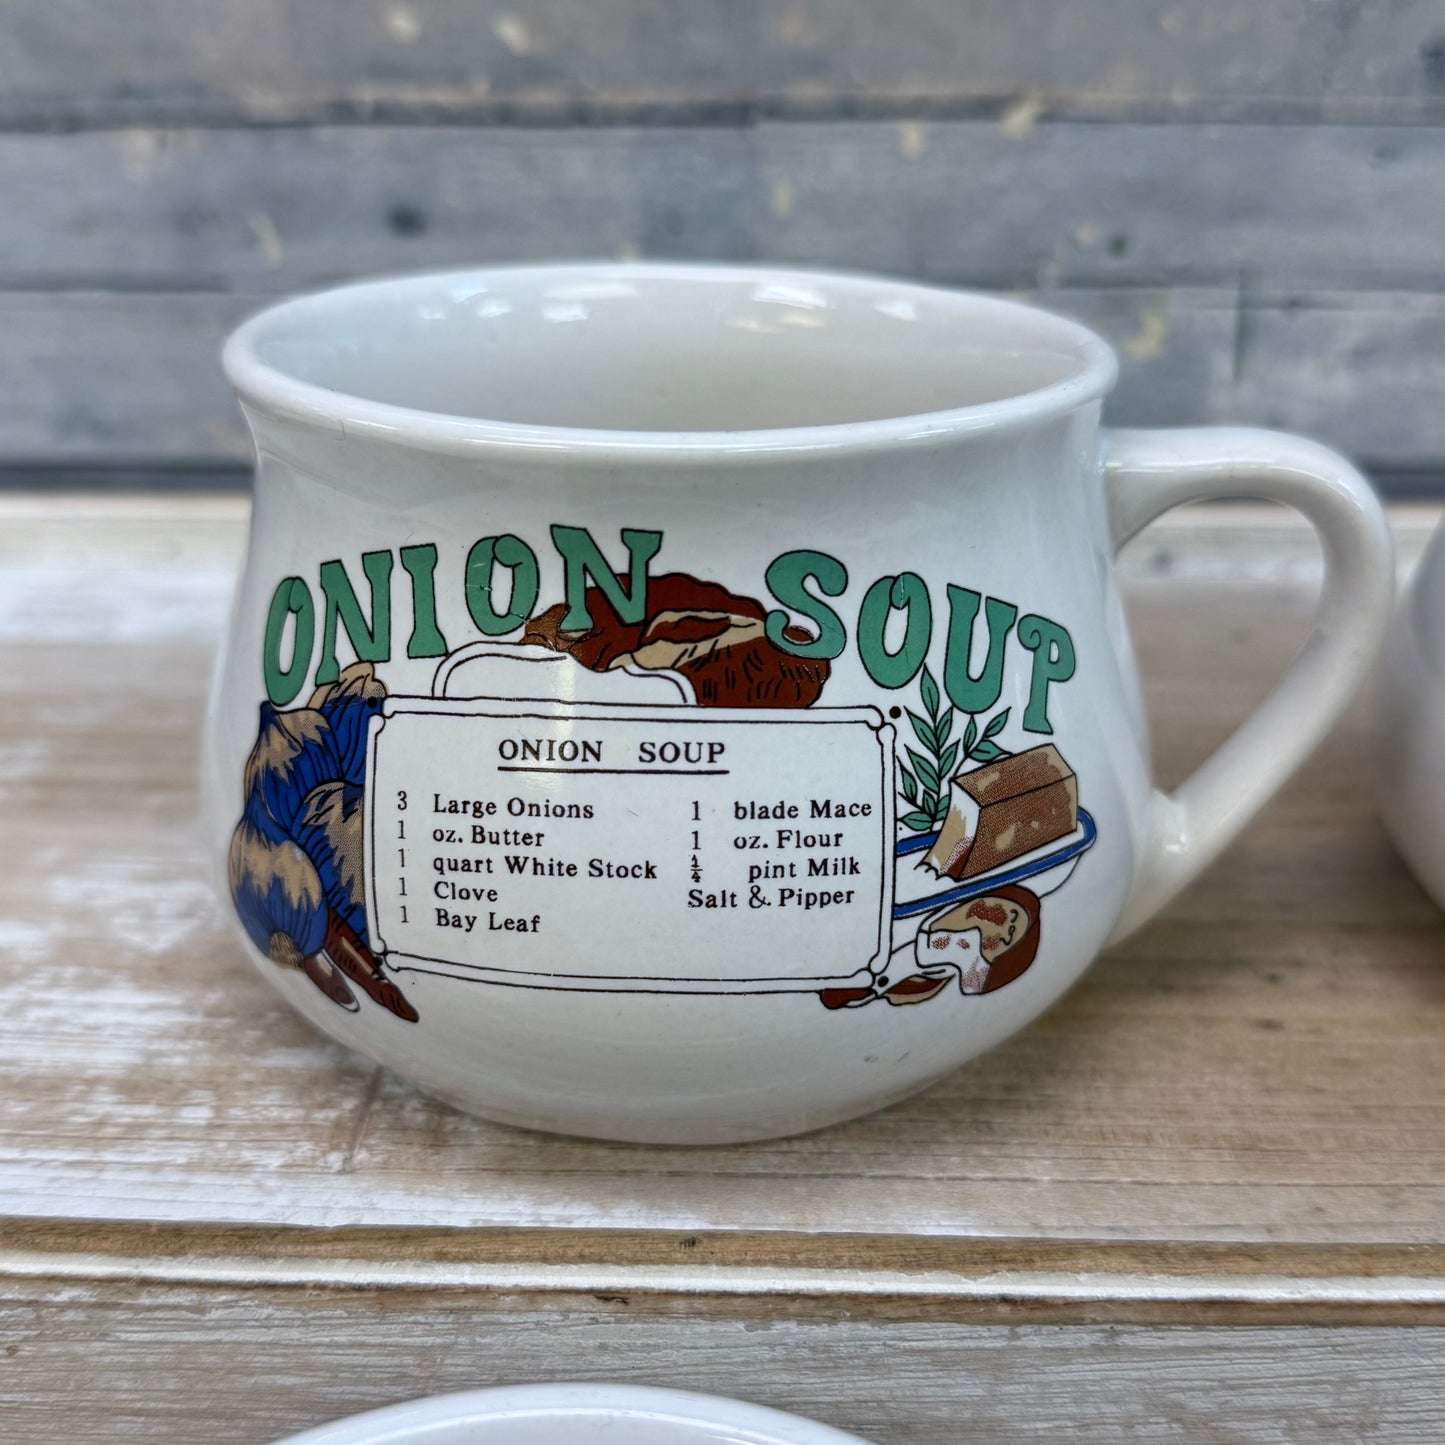 ONION SOUP
ONION SOUP
3 Large Onions
1 oz. Butter
1 quart White Stock
1 Clove
1 Bay Leaf
1 blade Mace
1 oz. Flour
¼ pint Milk
Salt & Pipper